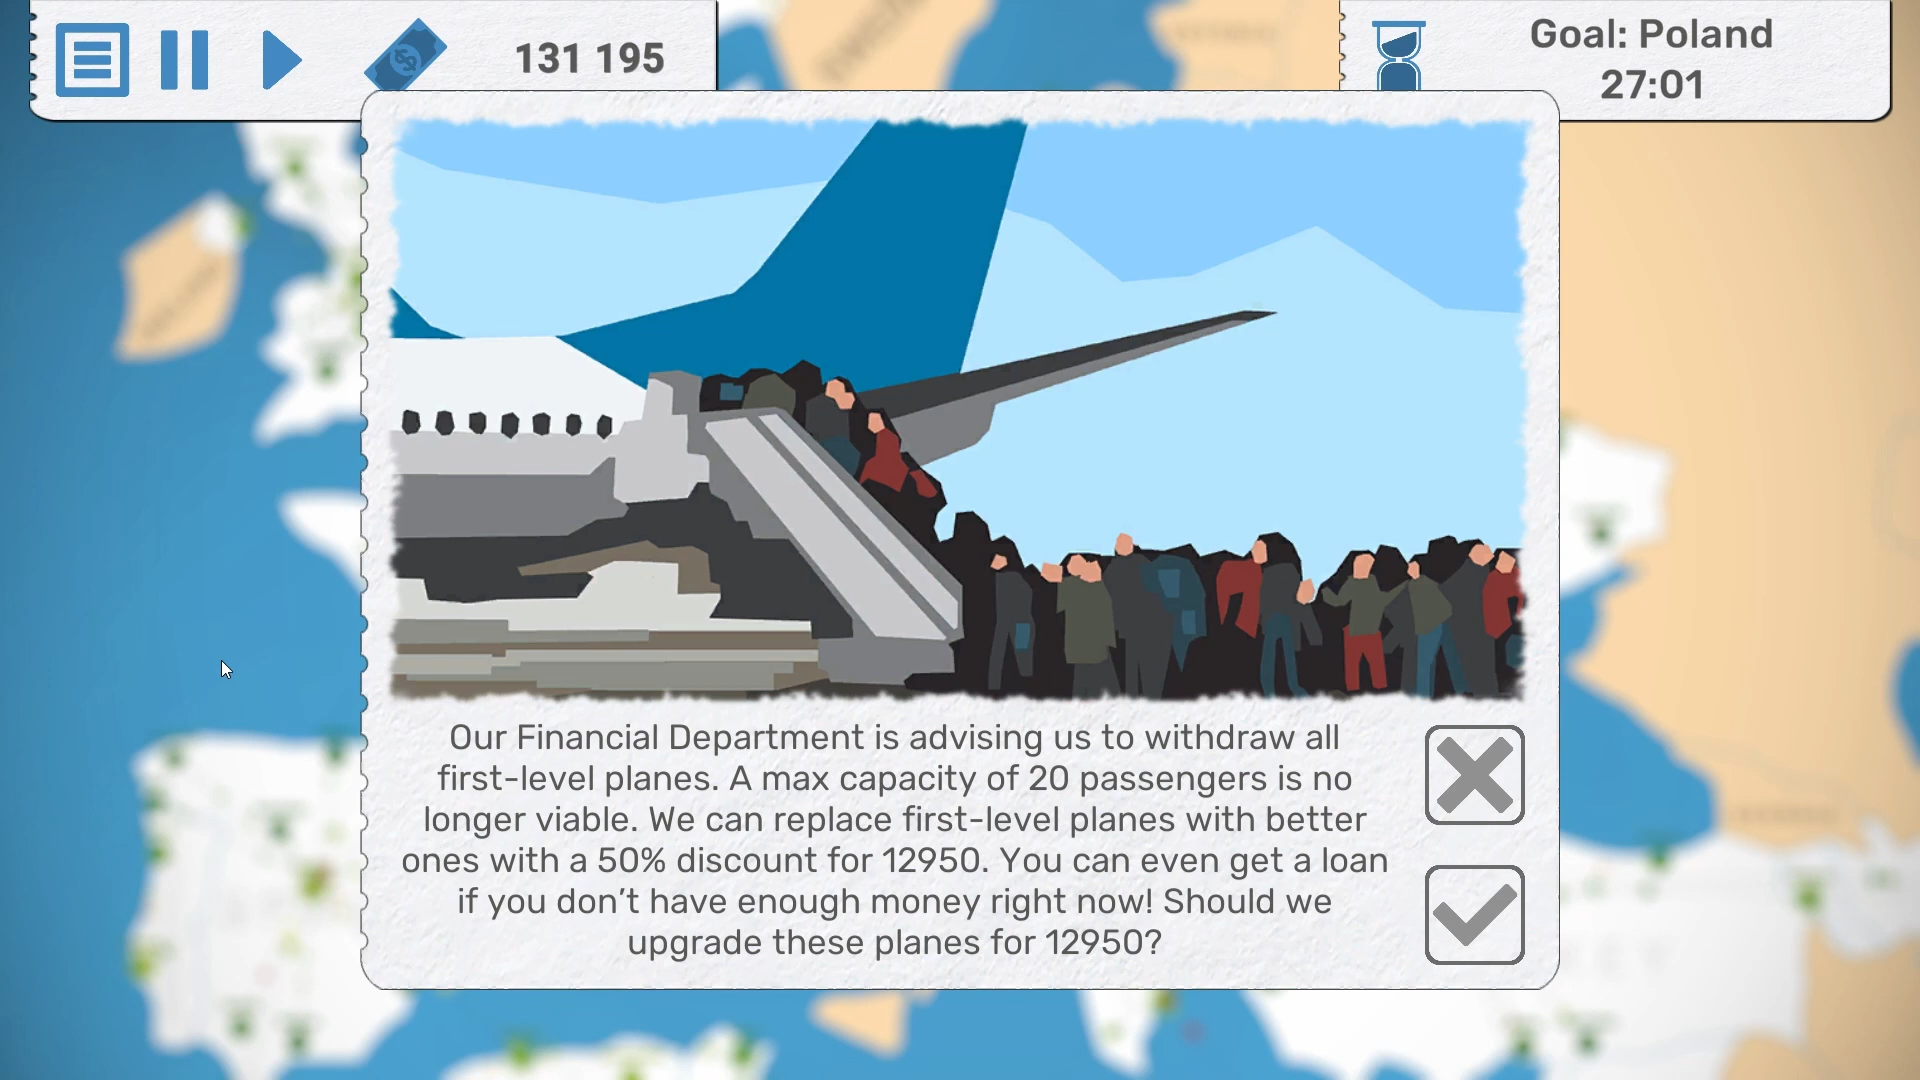 131 195
Goal: Poland
27:01
Our Financial Department is advising us to withdraw all
first-level planes. A max capacity of 20 passengers is no
longer viable. We can replace first-level planes with better
ones with a 50% discount for 12950. You can even get a loan
if you don't have enough money right now! Should we
upgrade these planes for 12950?